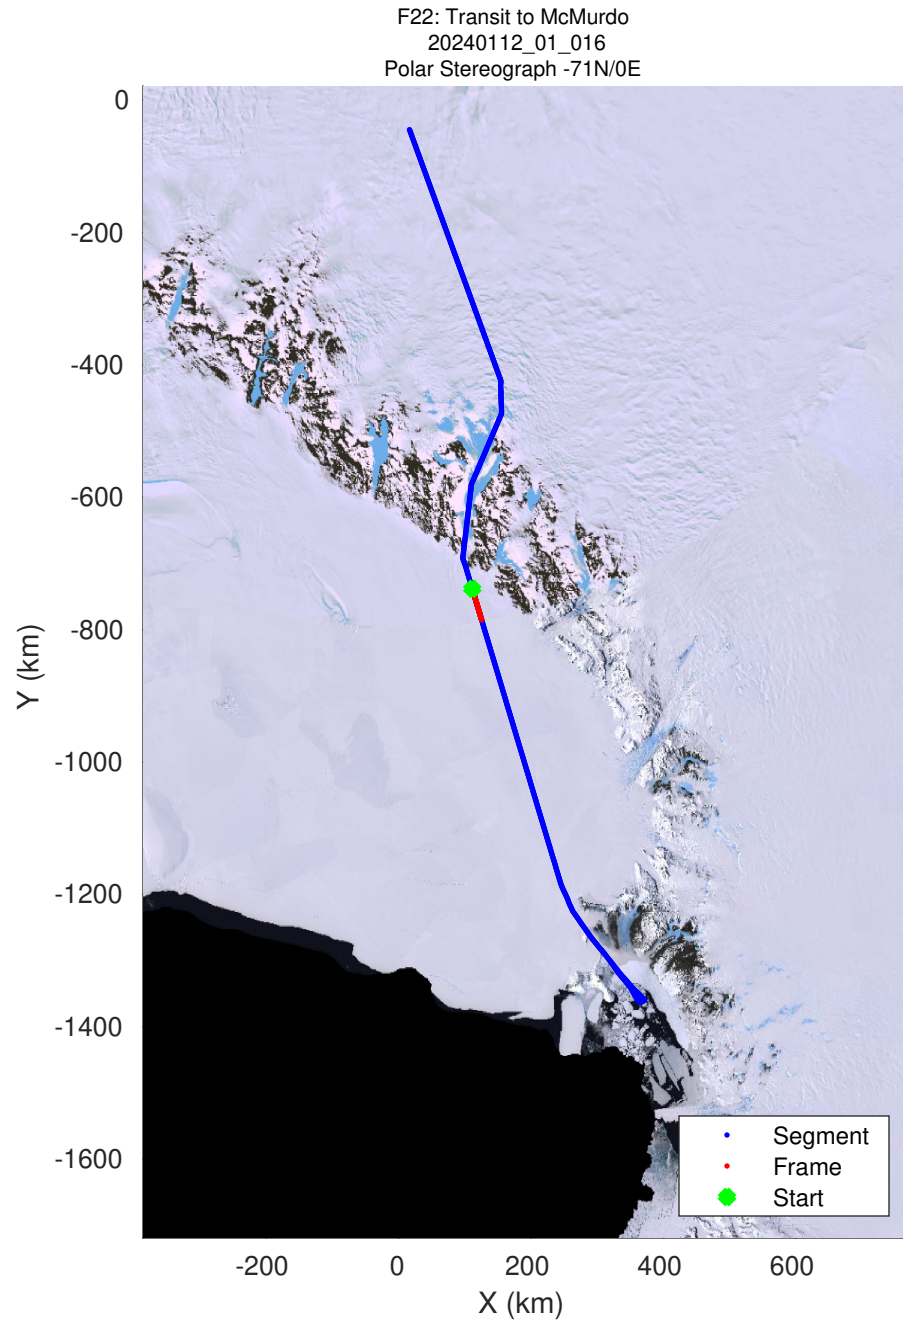 F22: Transit to McMurdo
20240112_01_016
Polar Stereograph -71N/0E
0
-200
-400
-600
-800
-1000
-1200
-1400
-1600
Y (km)
-200 0 200 400 600
X (km)
Segment
Frame
Start